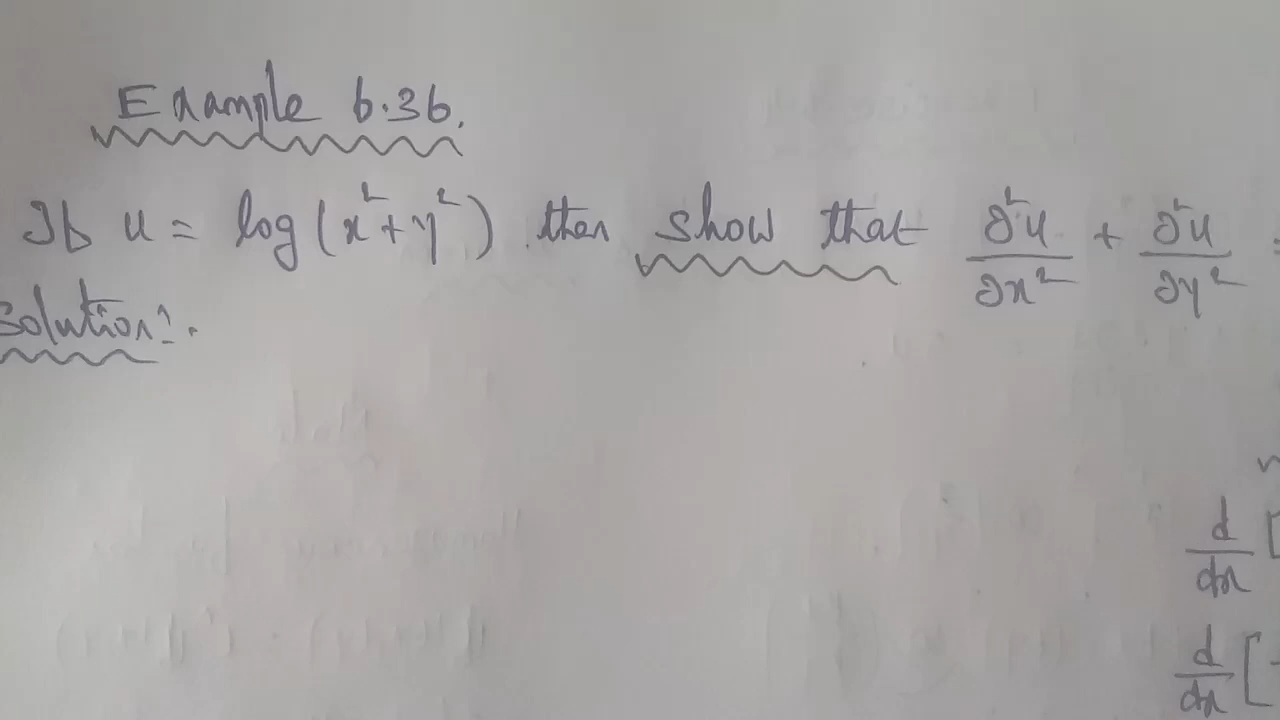 Example 6.36.
If u = log(x²+y²) then show that ∂²u/∂x² + ∂²u/∂y² =
Solution:.
d/dx [
d/dx [